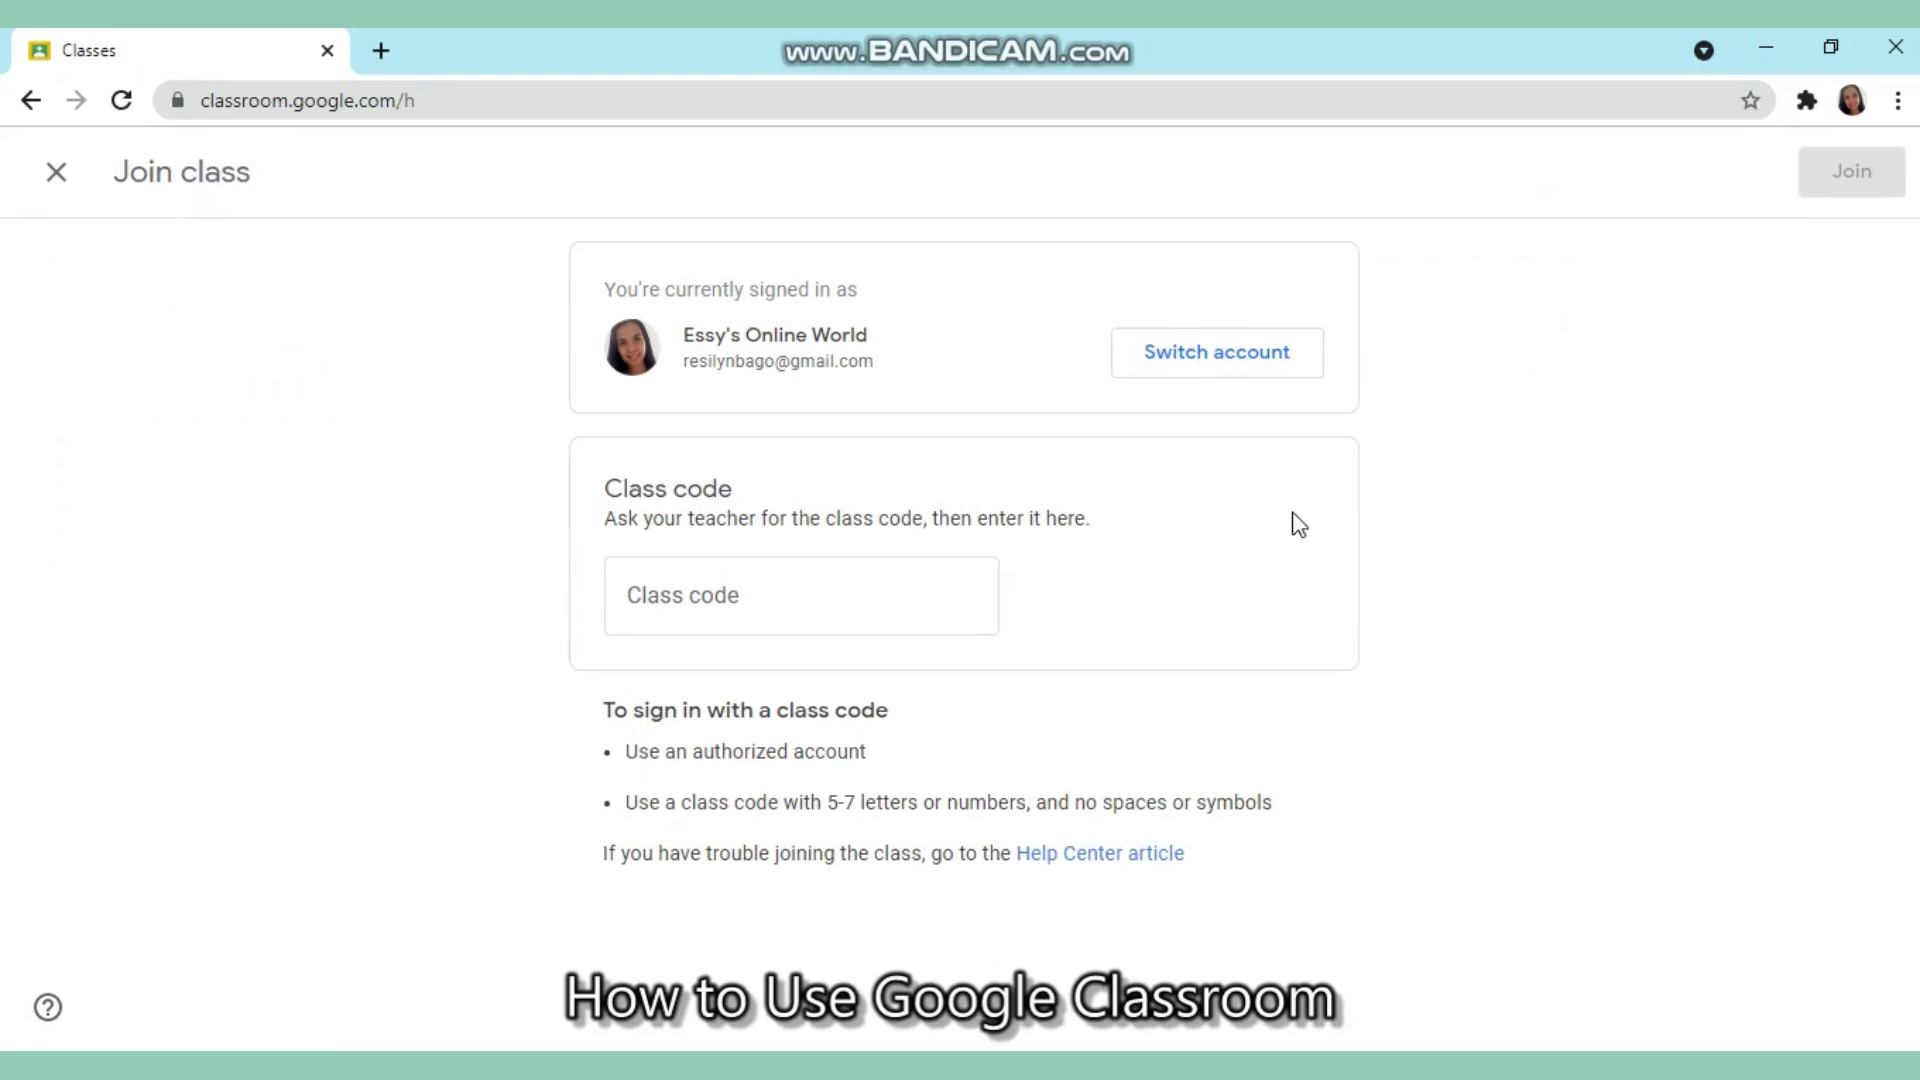 Classes
www.BANDICAM.com
classroom.google.com/h
Join class
Join
You're currently signed in as
Essy's Online World
resilynbago@gmail.com
Switch account
Class code
Ask your teacher for the class code, then enter it here.
Class code
To sign in with a class code
• Use an authorized account
• Use a class code with 5-7 letters or numbers, and no spaces or symbols
If you have trouble joining the class, go to the Help Center article
How to Use Google Classroom